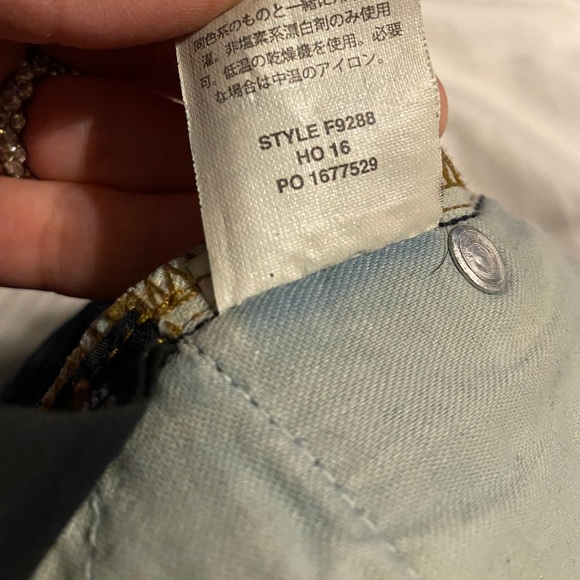 同色系のものと一緒に
濯。非塩素系漂白剤のみ使用
可。低温の乾燥機を使用。必要
な場合は中温のアイロン。
STYLE F9288
HO 16
PO 1677529